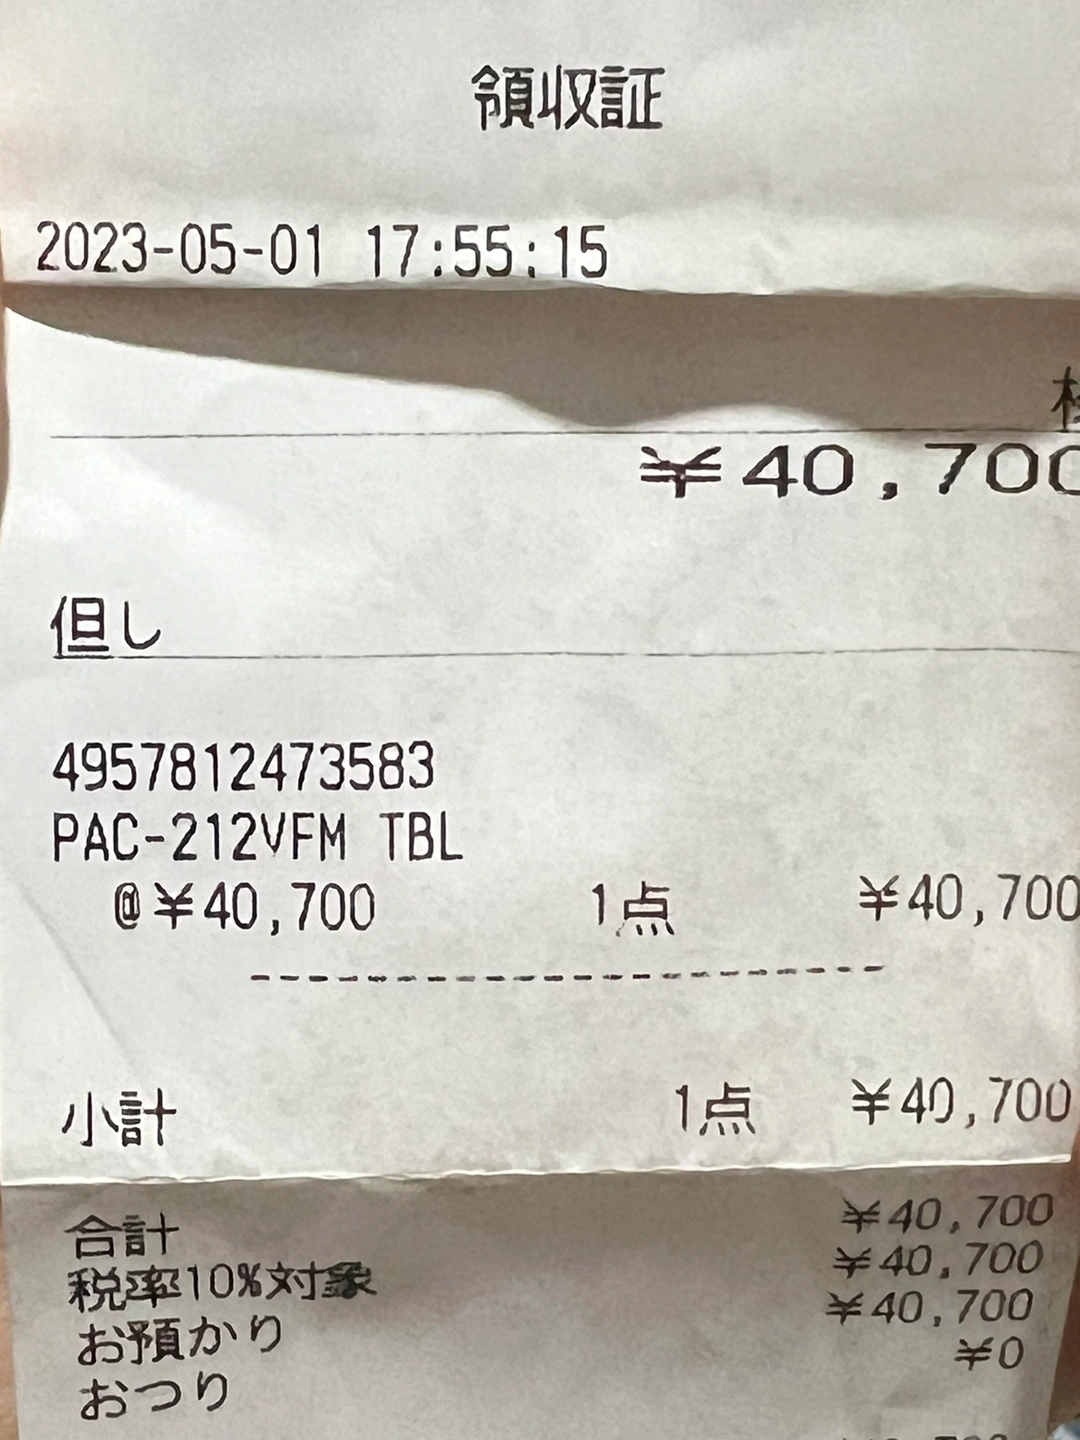 領収証
2023-05-01 17:55:15
¥40,700
但し
4957812473583
PAC-212VFM TBL
@¥40,700 1点 ¥40,700
小計 1点 ¥40,700
合計 ¥40,700
税率10%対象 ¥40,700
お預かり ¥40,700
おつり ¥0